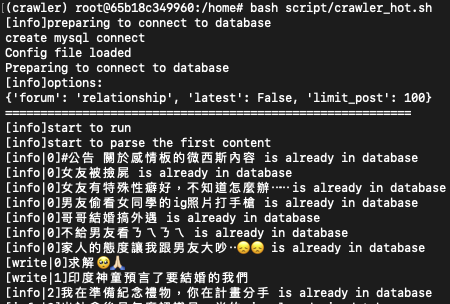 (crawler) root@65b18c349960:/home# bash script/crawler_hot.sh
[info]preparing to connect to database
create mysql connect
Config file loaded
Preparing to connect to database
[info]options:
{'forum': 'relationship', 'latest': False, 'limit_post': 100}
============================================================
[info]start to run
[info]start to parse the first content
[info|0]#公告 關於感情板的微西斯內容 is already in database
[info|0]女友被撿屍 is already in database
[info|0]女友有特殊性癖好，不知道怎麼辦⋯⋯ is already in database
[info|0]男友偷看女同學的ig照片打手槍 is already in database
[info|0]哥哥結婚搞外遇 is already in database
[info|0]不給男友看ㄋㄟㄋㄟ is already in database
[info|0]家人的態度讓我跟男友大吵⋯😞😞 is already in database
[write|0]求解🥺🙏🏻
[write|1]印度神童預言了要結婚的我們
[info|2]我在準備紀念禮物，你在計畫分手 is already in database